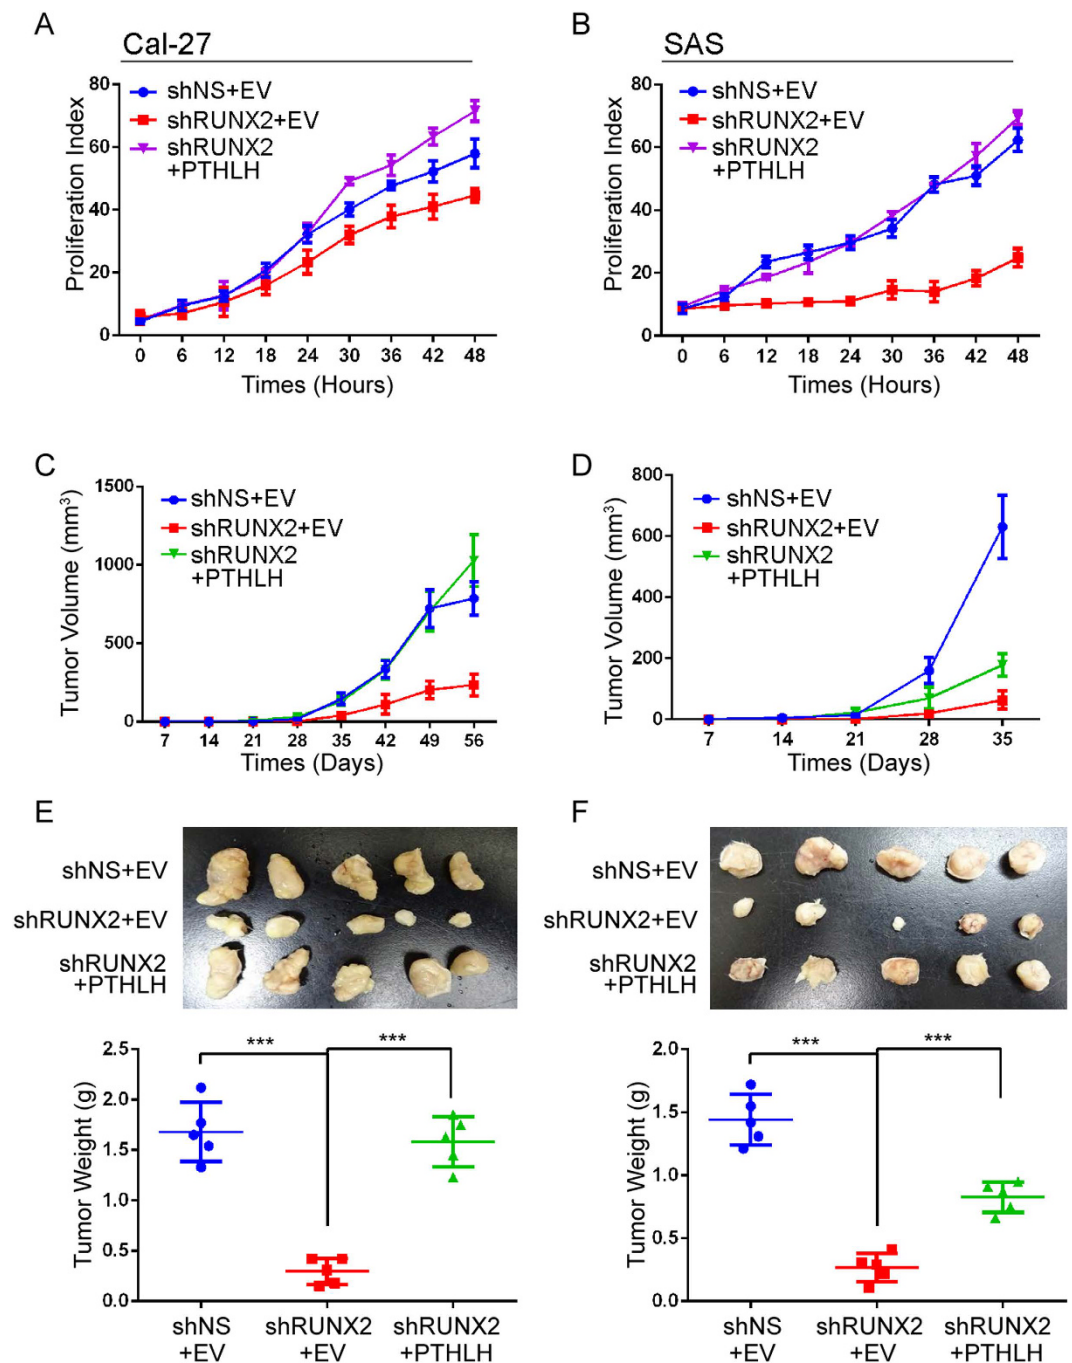 A
Cal-27
80
60
40
20
0
Proliferation Index
shNS+EV
shRUNX2+EV
shRUNX2
+PTHLH
0 6 12 18 24 30 36 42 48
Times (Hours)
B
SAS
80
60
40
20
0
Proliferation Index
shNS+EV
shRUNX2+EV
shRUNX2
+PTHLH
0 6 12 18 24 30 36 42 48
Times (Hours)
C
1500
1000
500
0
Tumor Volume (mm³)
shNS+EV
shRUNX2+EV
shRUNX2
+PTHLH
7 14 21 28 35 42 49 56
Times (Days)
D
800
600
400
200
0
Tumor Volume (mm³)
shNS+EV
shRUNX2+EV
shRUNX2
+PTHLH
7 14 21 28 35
Times (Days)
E
shNS+EV
shRUNX2+EV
shRUNX2
+PTHLH
2.5
2.0
1.5
1.0
0.5
0.0
Tumor Weight (g)
*** ***
shNS shRUNX2 shRUNX2
+EV +EV +PTHLH
F
shNS+EV
shRUNX2+EV
shRUNX2
+PTHLH
2.0
1.5
1.0
0.5
0.0
Tumor Weight (g)
*** ***
shNS shRUNX2 shRUNX2
+EV +EV +PTHLH